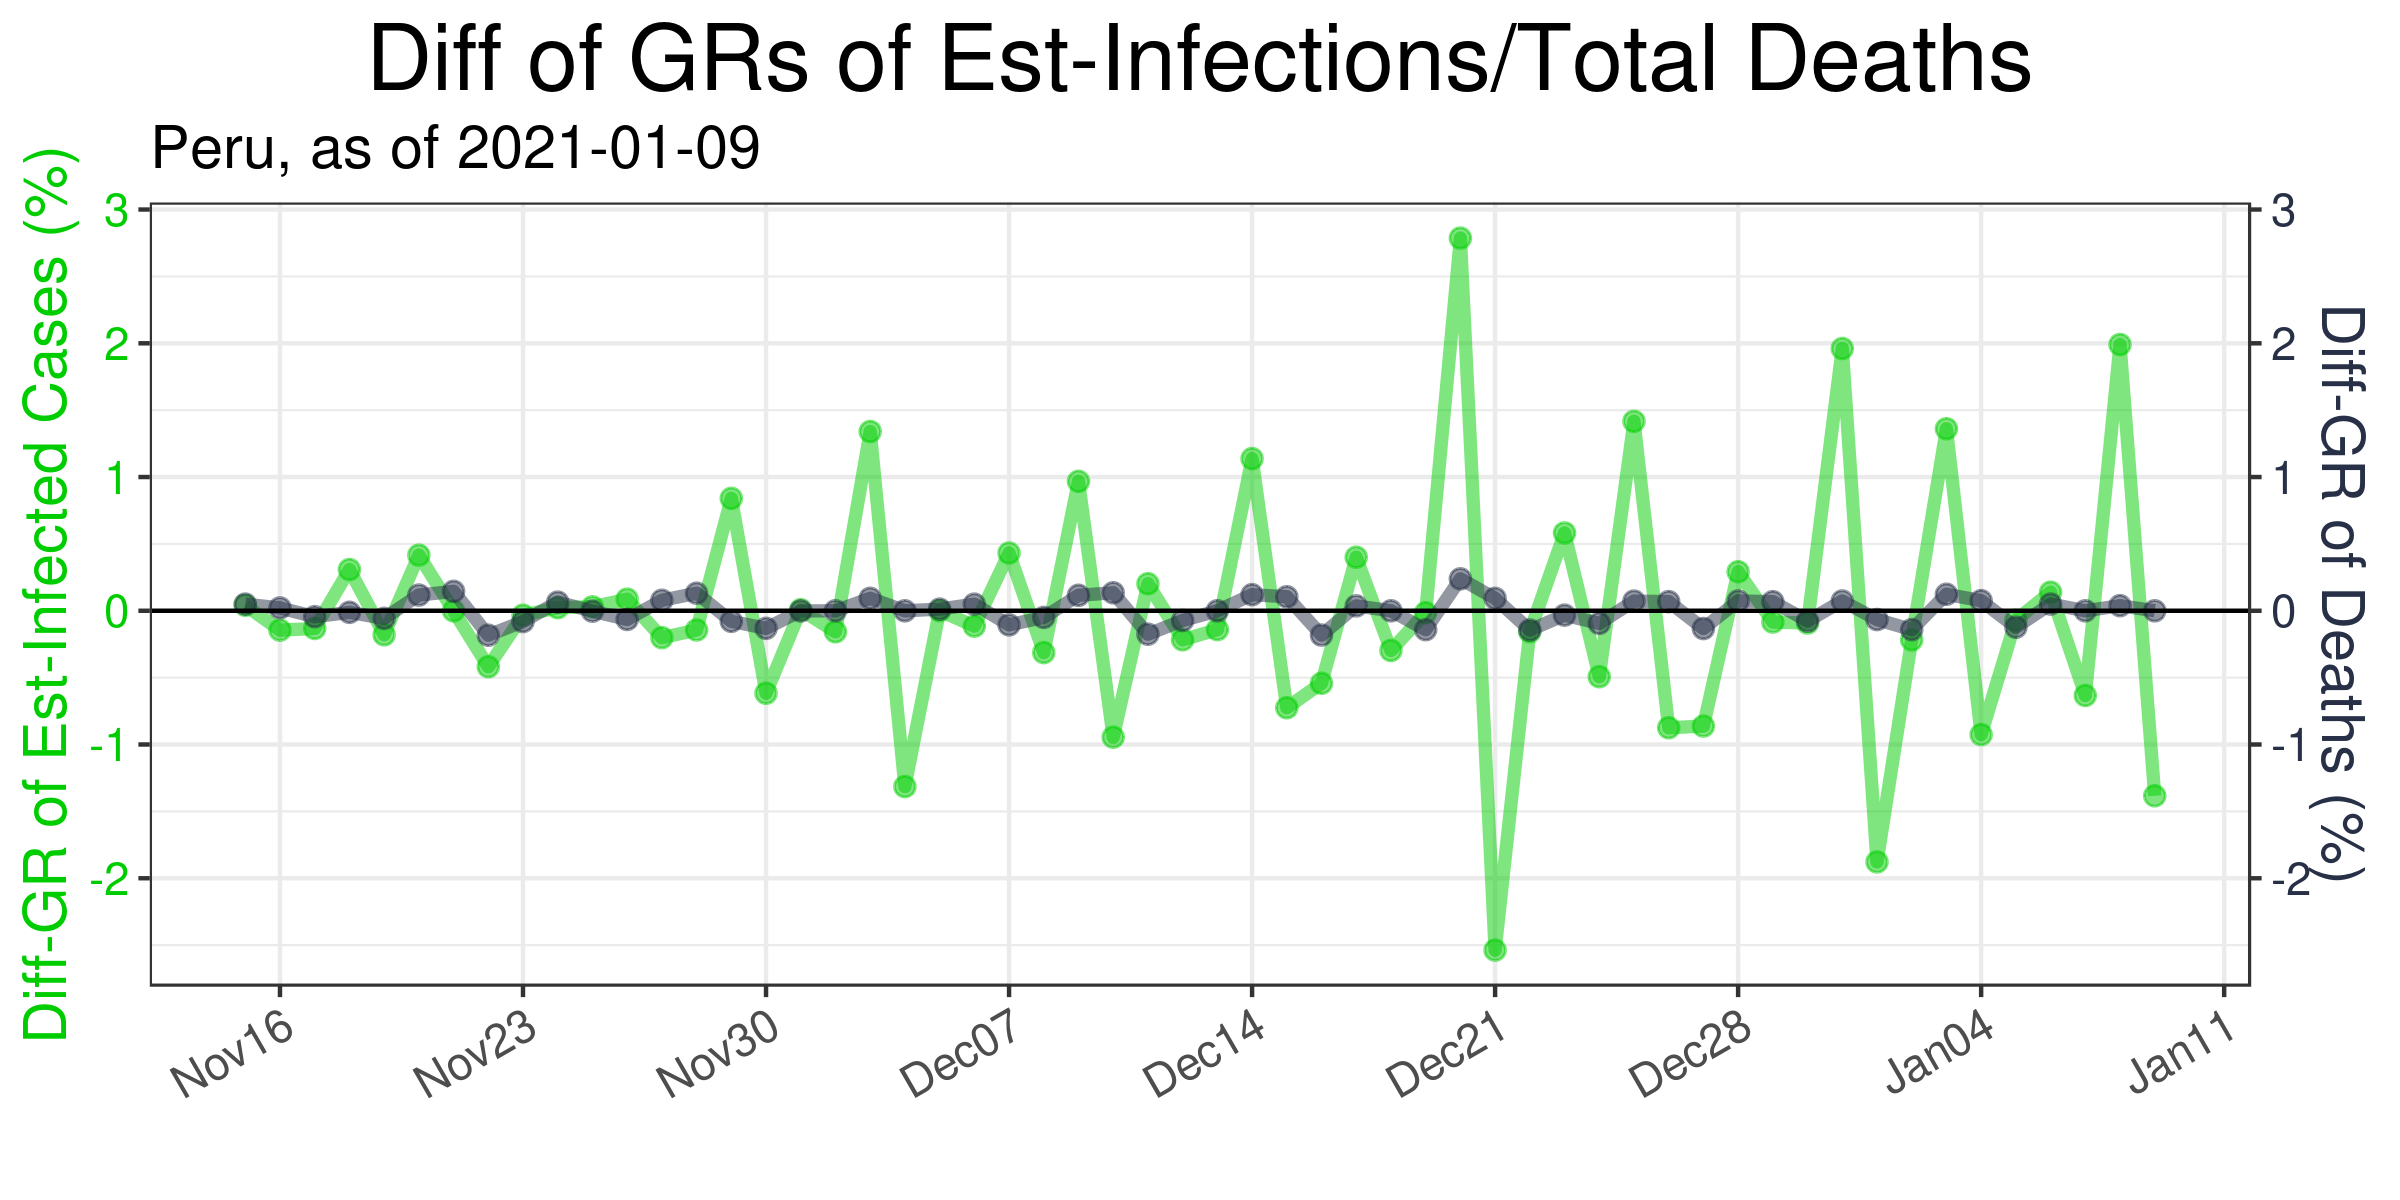 Diff of GRs of Est-Infections/Total Deaths
Peru, as of 2021-01-09
Diff-GR of Est-Infected Cases (%)
3
2
1
0
-1
-2
3
2
1
0
-1
-2
Diff-GR of Deaths (%)
Nov16
Nov23
Nov30
Dec07
Dec14
Dec21
Dec28
Jan04
Jan11